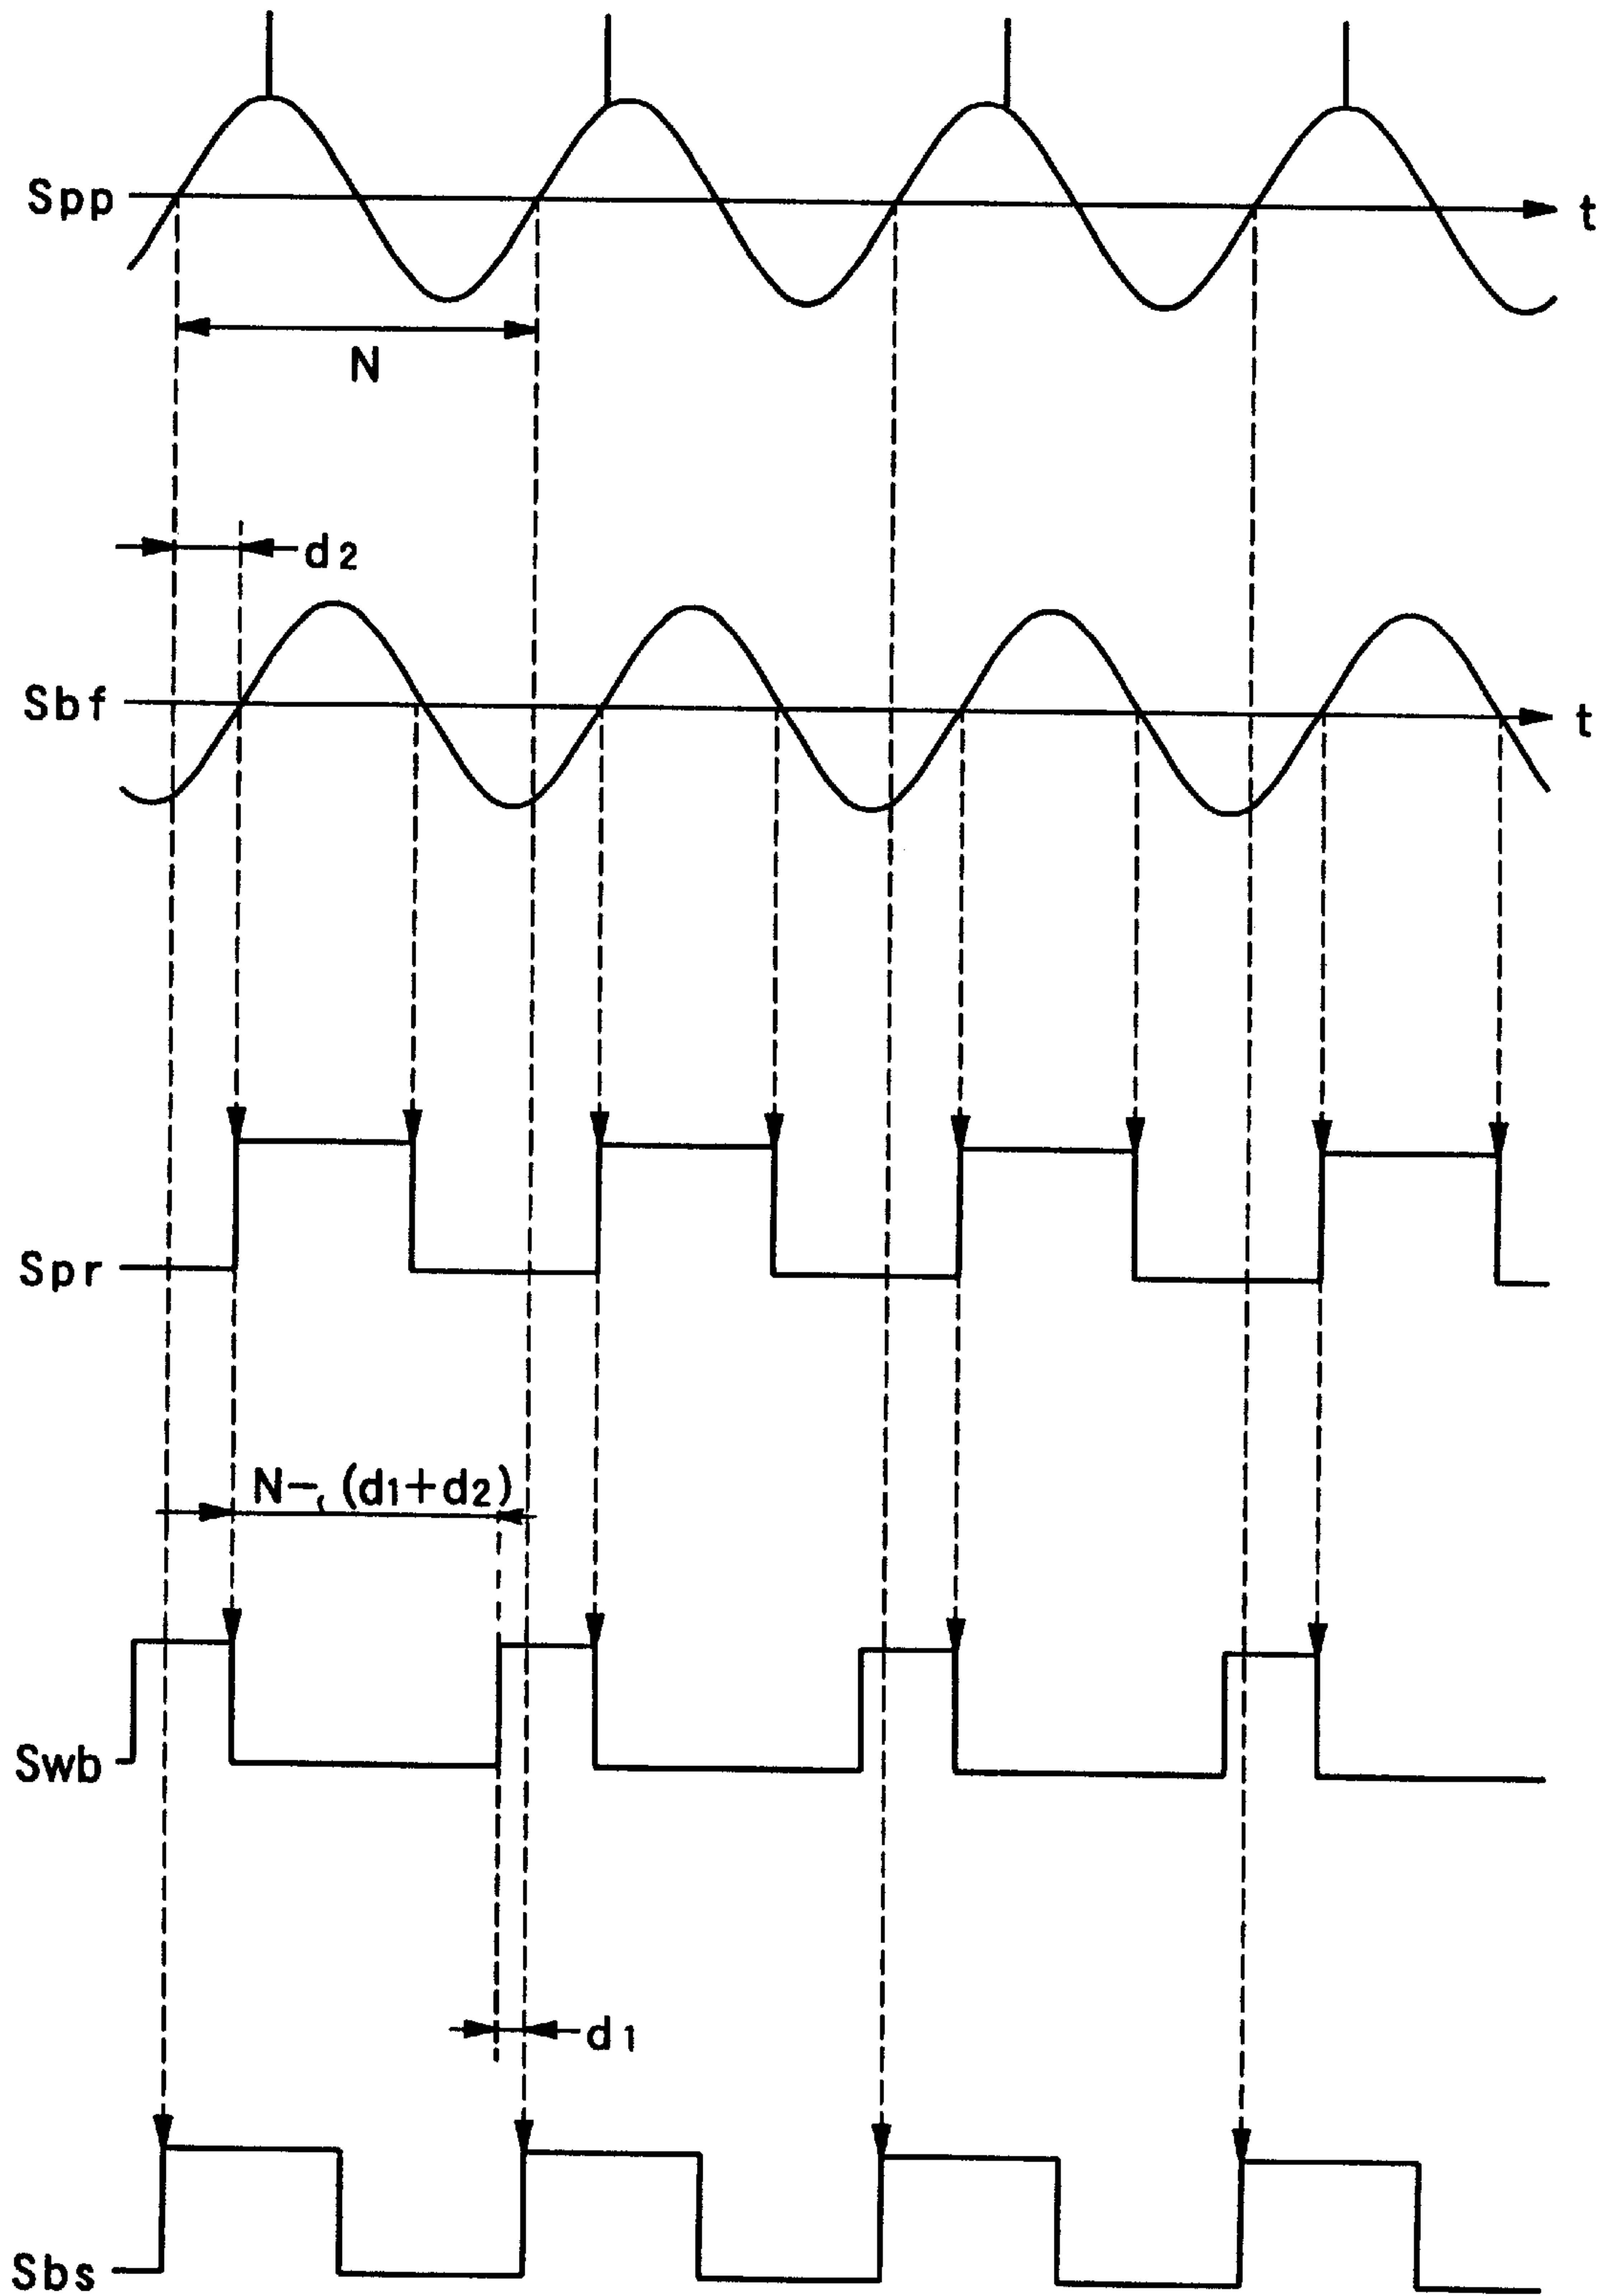 Spp
t
N
d2
Sbf
t
Spr
N-(d1+d2)
Swb
d1
Sbs